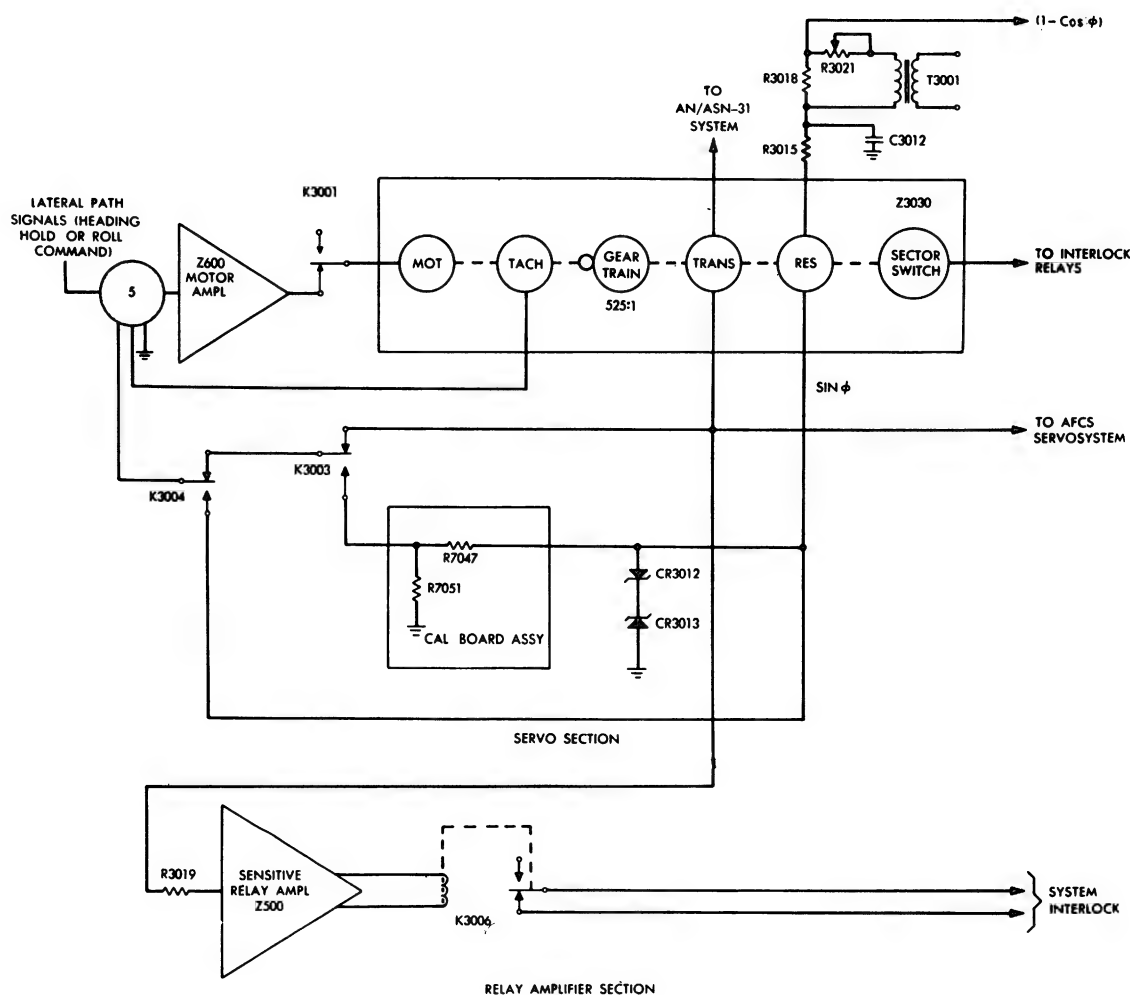 (1- Cos φ)
R3021
R3018
T3001
TO
AN/ASN-31
SYSTEM
C3012
R3015
K3001
LATERAL PATH
SIGNALS (HEADING
HOLD OR ROLL
COMMAND)
Z3030
Z600
MOTOR
AMPL
5
MOT
TACH
GEAR
TRAIN
525:1
TRANS
RES
SECTOR
SWITCH
TO INTERLOCK
RELAYS
SIN φ
TO AFCS
SERVOSYSTEM
K3003
K3004
R7047
R7051
CAL BOARD ASSY
CR3012
CR3013
SERVO SECTION
R3019
SENSITIVE
RELAY AMPL
Z500
K3006
SYSTEM
INTERLOCK
RELAY AMPLIFIER SECTION